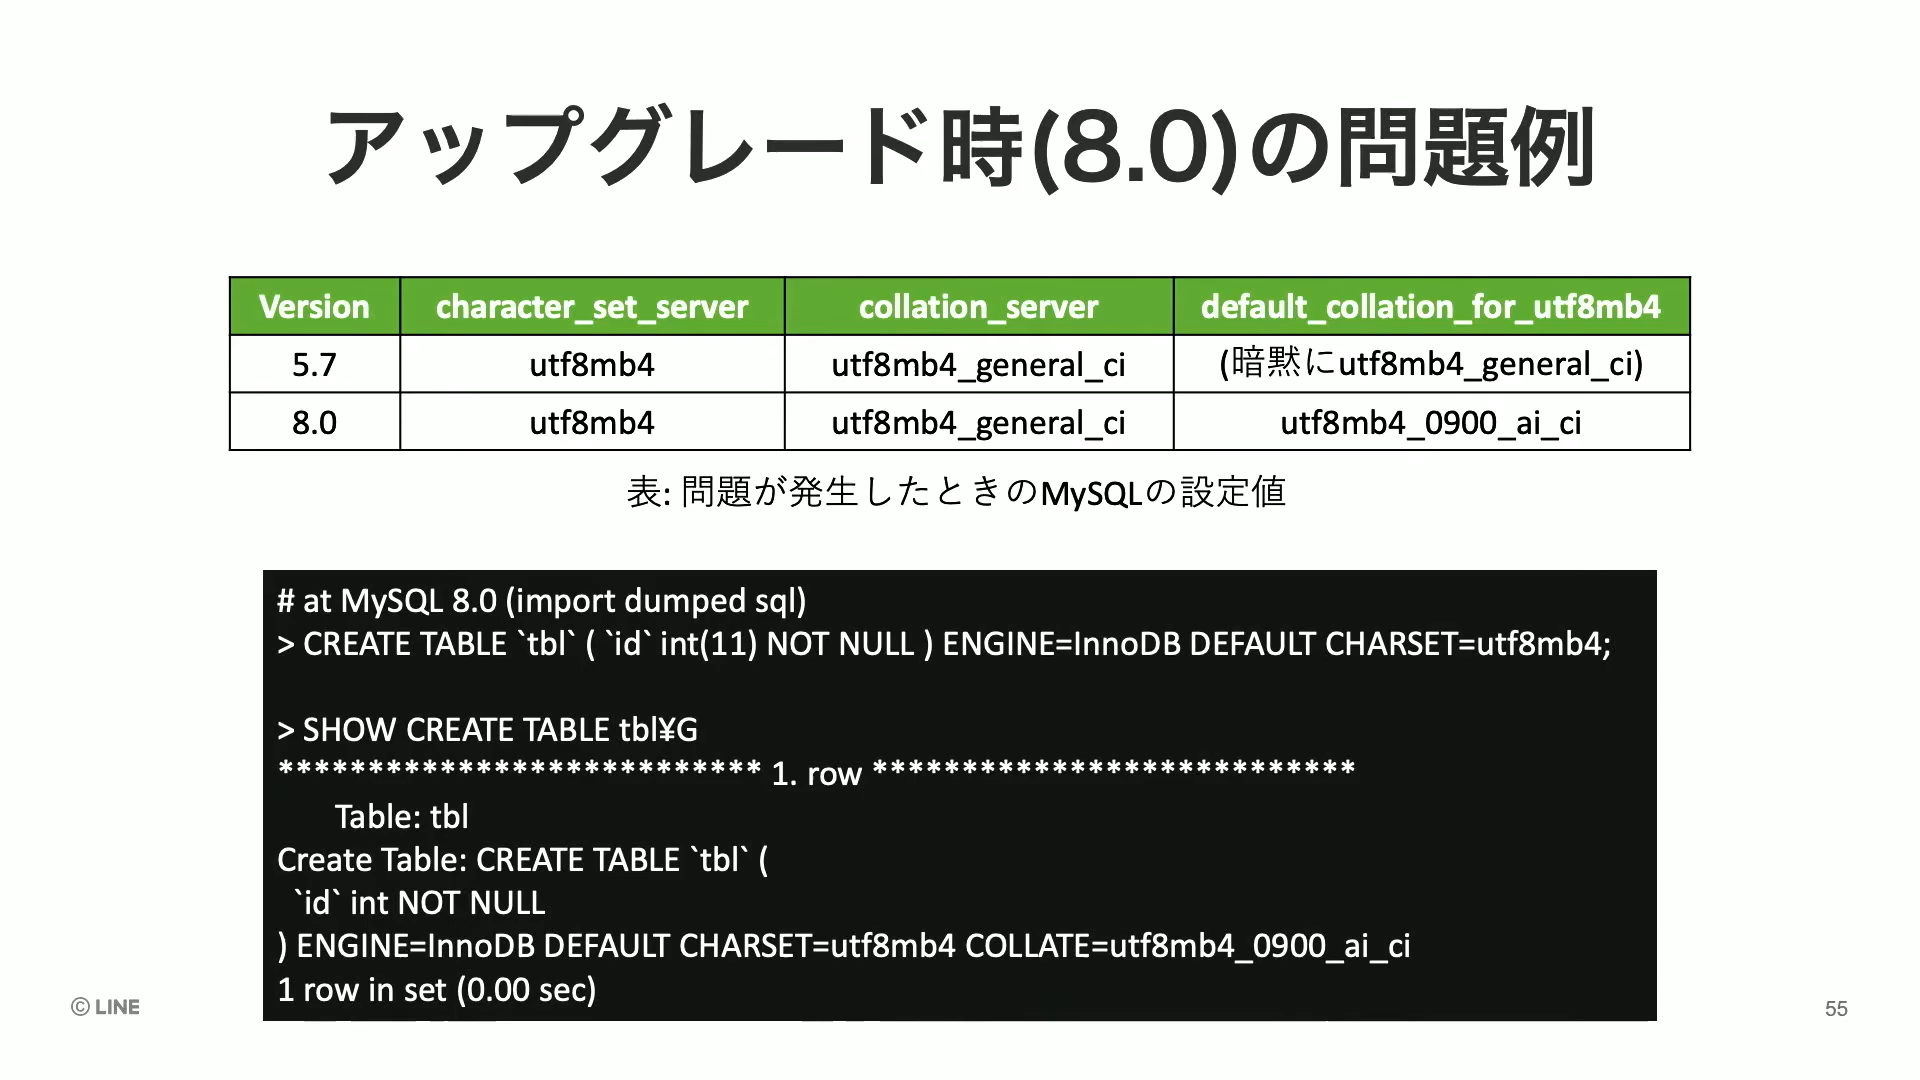 アップグレード時(8.0)の問題例
Version character_set_server collation_server default_collation_for_utf8mb4
5.7 utf8mb4 utf8mb4_general_ci (暗黙にutf8mb4_general_ci)
8.0 utf8mb4 utf8mb4_general_ci utf8mb4_0900_ai_ci
表: 問題が発生したときのMySQLの設定値
# at MySQL 8.0 (import dumped sql)
> CREATE TABLE `tbl` ( `id` int(11) NOT NULL ) ENGINE=InnoDB DEFAULT CHARSET=utf8mb4;
> SHOW CREATE TABLE tbl¥G
*************************** 1. row ***************************
Table: tbl
Create Table: CREATE TABLE `tbl` (
`id` int NOT NULL
) ENGINE=InnoDB DEFAULT CHARSET=utf8mb4 COLLATE=utf8mb4_0900_ai_ci
1 row in set (0.00 sec)
© LINE
55